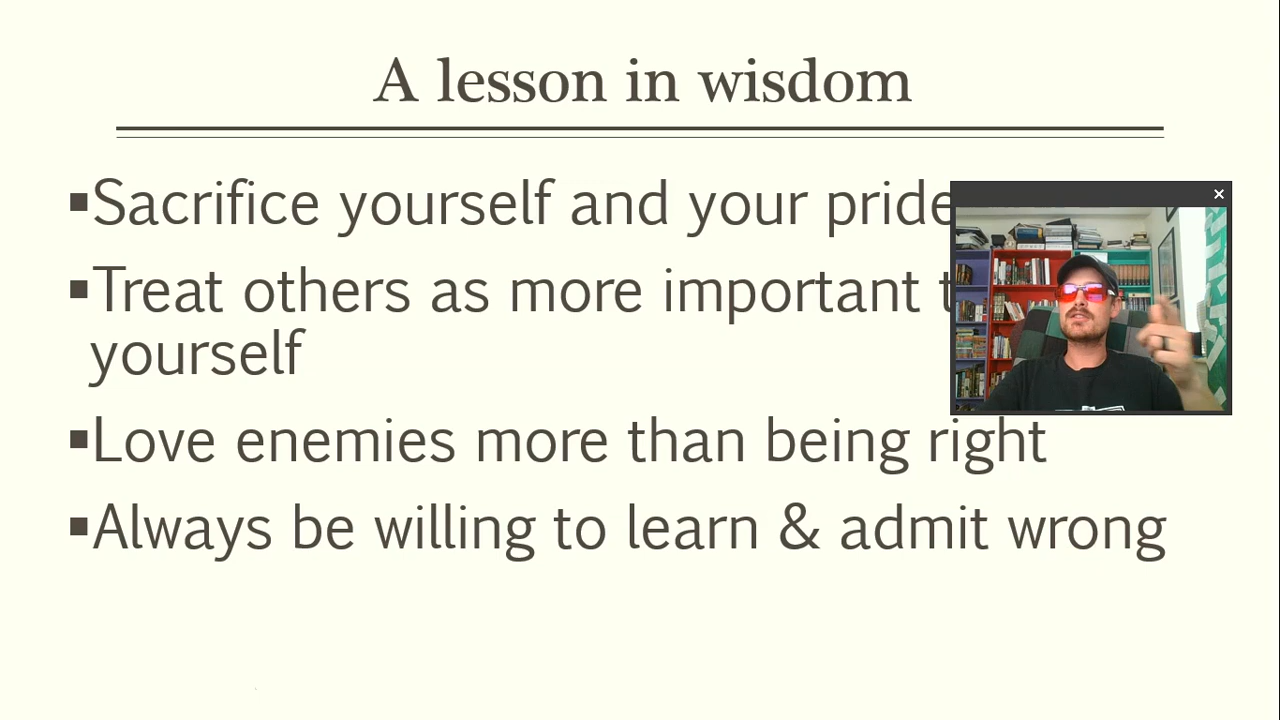 A lesson in wisdom
▪Sacrifice yourself and your pride
▪Treat others as more important
yourself
▪Love enemies more than being right
▪Always be willing to learn & admit wrong